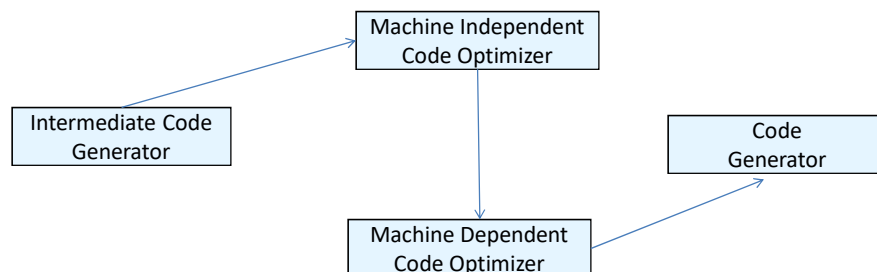 Machine Independent
Code Optimizer
Intermediate Code
Generator
Code
Generator
Machine Dependent
Code Optimizer